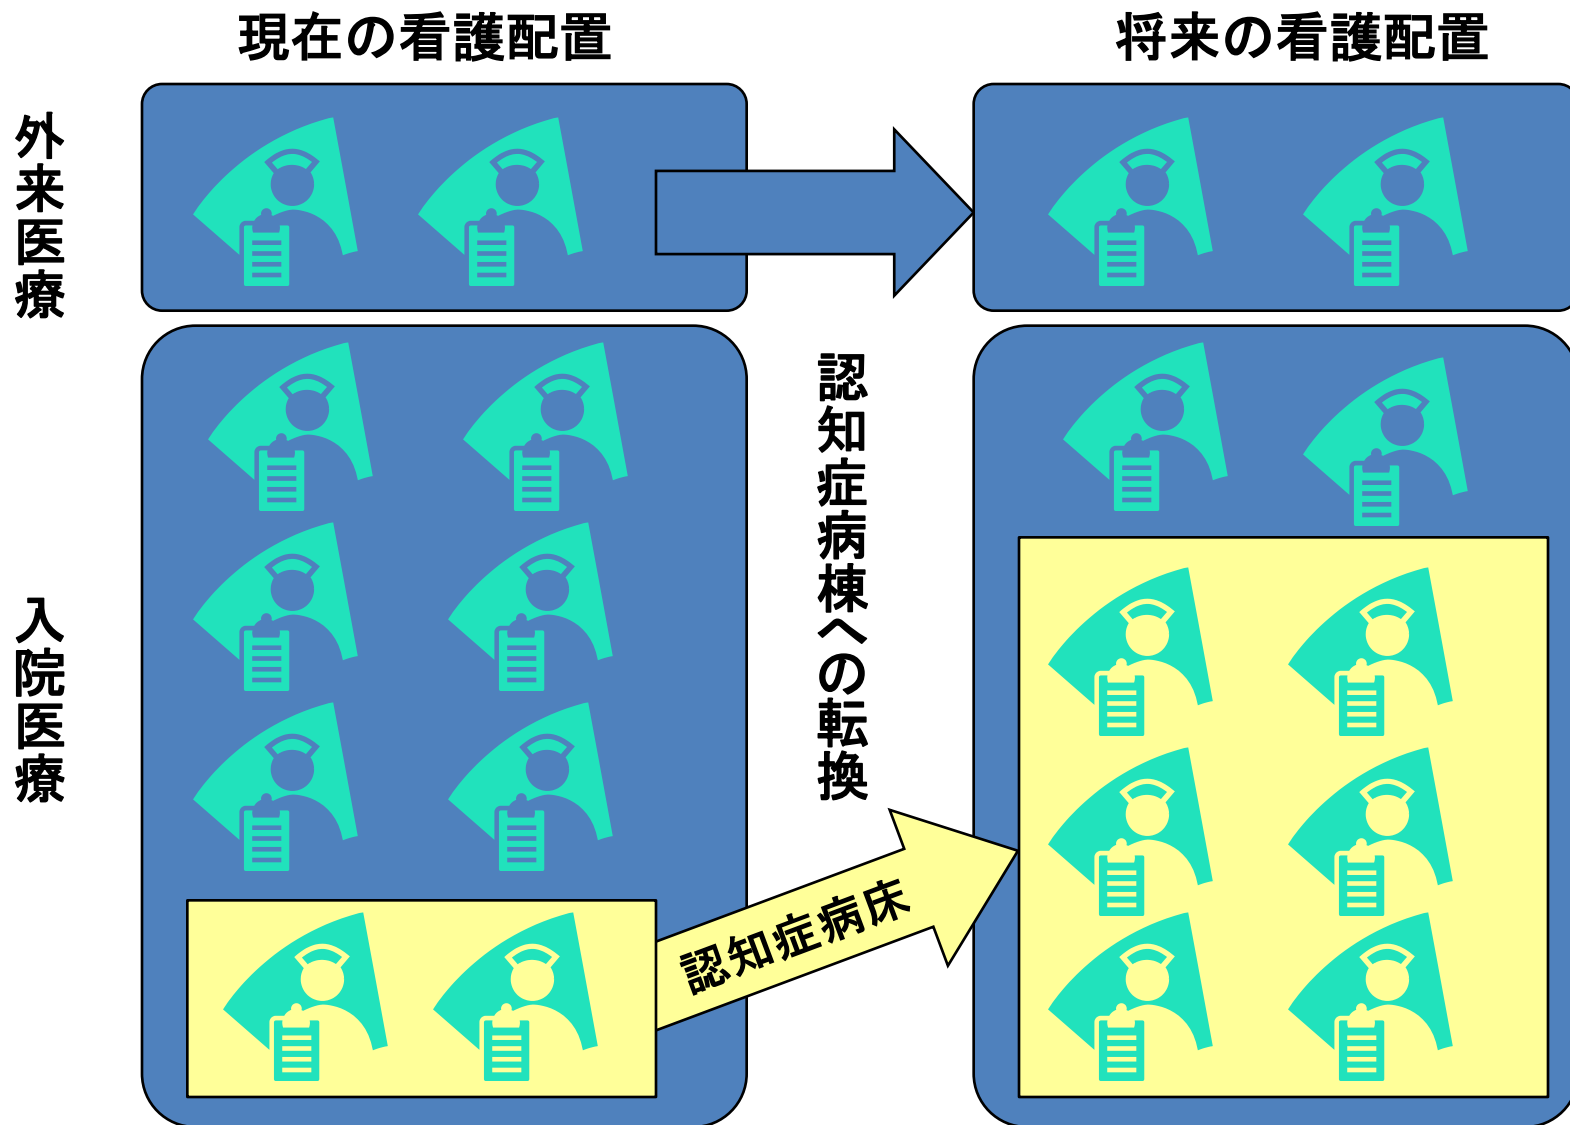 現在の看護配置
将来の看護配置
外来医療
入院医療
認知症病棟への転換
認知症病床